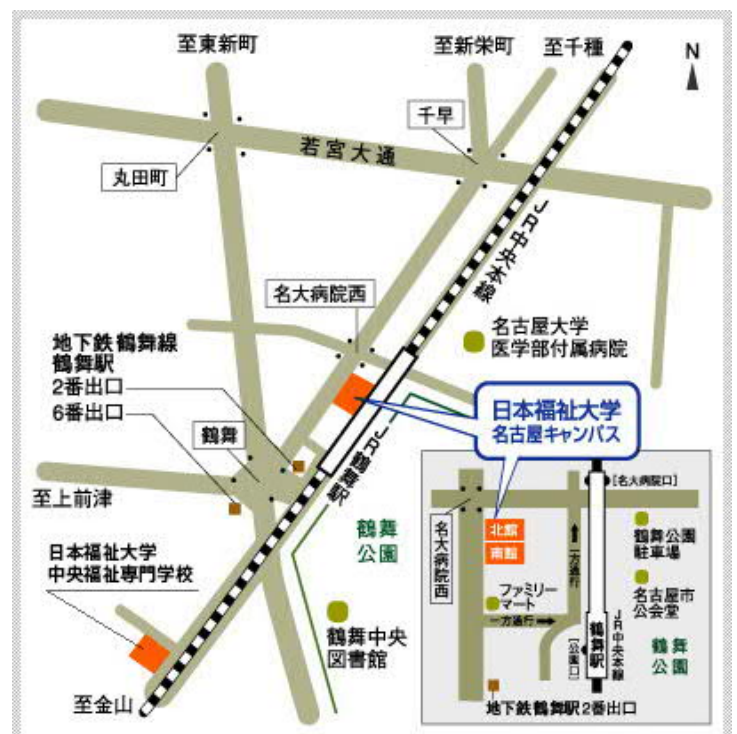 至東新町
至新栄町
至千種
N
千早
若宮大通
丸田町
JR中央本線
名大病院西
名古屋大学
医学部付属病院
地下鉄鶴舞線
鶴舞駅
2番出口
6番出口
日本福祉大学
名古屋キャンパス
鶴舞
JR鶴舞駅
至上前津
鶴舞
公園
日本福祉大学
中央福祉専門学校
鶴舞中央
図書館
至金山
[名大病院口]
名大病院西
北館
南館
一方通行
鶴舞公園
駐車場
ファミリー
マート
名古屋市
公会堂
一方通行
[公園口]
鶴舞駅
JR中央本線
鶴舞
公園
地下鉄鶴舞駅2番出口